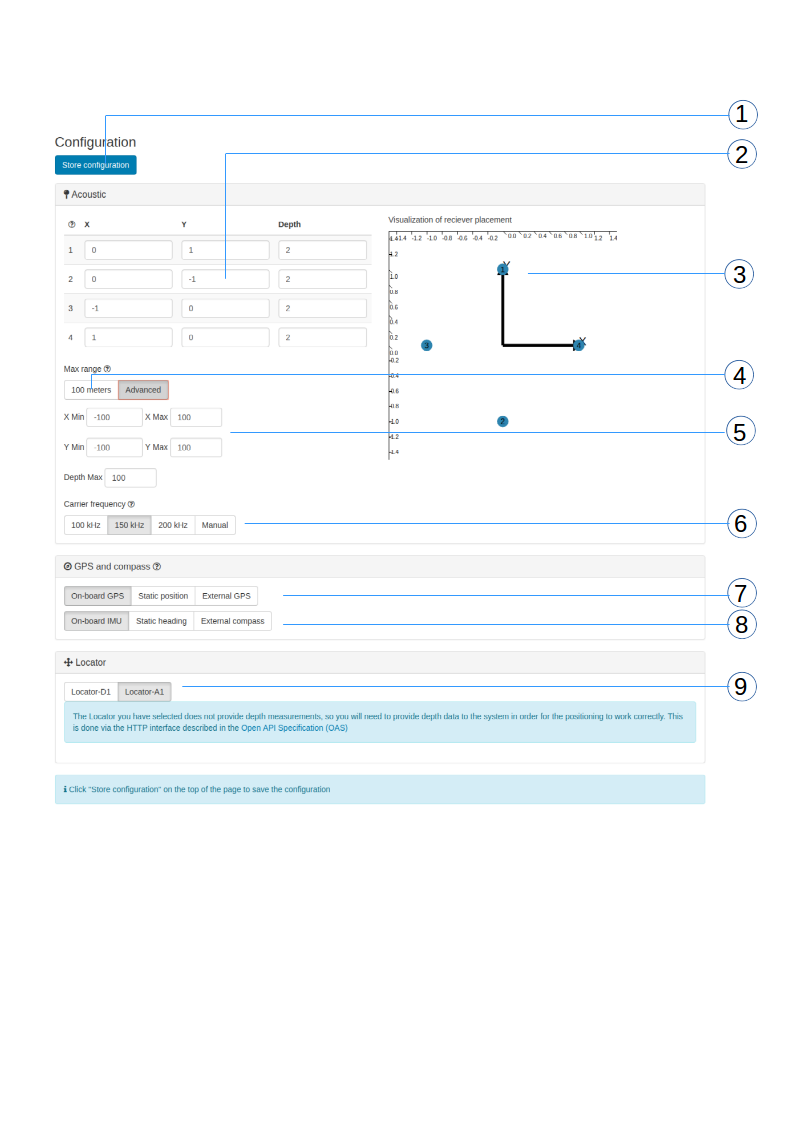 1
Configuration
Store configuration
2
Acoustic
X Y Depth
1 0 1 2
2 0 -1 2
3 -1 0 2
4 1 0 2
Visualization of reciever placement
-1.4 -1.2 -1.0 -0.8 -0.6 -0.4 -0.2 0.0 0.2 0.4 0.6 0.8 1.0 1.2 1.4
1.4
1.2
1.0
0.8
0.6
0.4
0.2
0.0
-0.2
-0.4
-0.6
-0.8
-1.0
-1.2
-1.4
1 Y
3
4 X
2
3
Max range
4
100 meters Advanced
X Min -100 X Max 100
5
Y Min -100 Y Max 100
Depth Max 100
Carrier frequency
100 kHz 150 kHz 200 kHz Manual
6
GPS and compass
On-board GPS Static position External GPS
7
On-board IMU Static heading External compass
8
Locator
Locator-D1 Locator-A1
9
The Locator you have selected does not provide depth measurements, so you will need to provide depth data to the system in order for the positioning to work correctly. This
is done via the HTTP interface described in the Open API Specification (OAS)
Click "Store configuration" on the top of the page to save the configuration